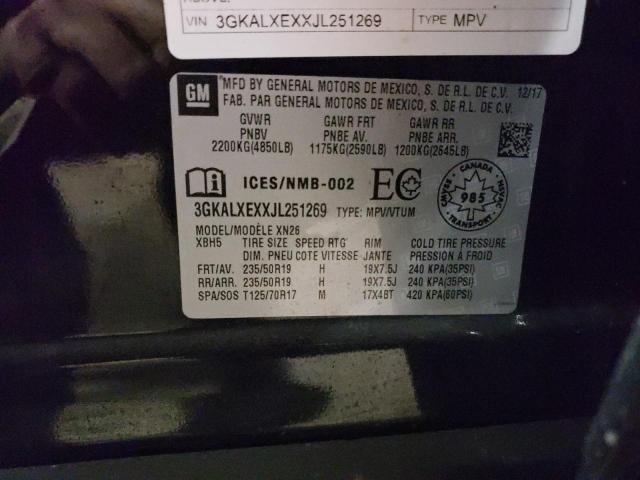 VIN 3GKALXEXXJL251269 TYPE MPV
GM
MFD BY GENERAL MOTORS DE MEXICO, S. DE R.L. DE C.V. 12/17
FAB. PAR GENERAL MOTORS DE MEXICO, S. DE R.L. DE C.V.
GVWR GAWR FRT GAWR RR
PNBV PNBE AV. PNBE ARR.
2200KG(4850LB) 1175KG(2590LB) 1200KG(2645LB)
ICES/NMB-002 EC
CANADA
985
TRANSPORT
3GKALXEXXJL251269 TYPE: MPV/VTUM
MODEL/MODÈLE XN26
XBH5 TIRE SIZE SPEED RTG RIM COLD TIRE PRESSURE
DIM. PNEU COTE VITESSE JANTE PRESSION À FROID
FRT/AV. 235/50R19 H 19X7.5J 240 KPA(35PSI)
RR/ARR. 235/50R19 H 19X7.5J 240 KPA(35PSI)
SPA/SOS T125/70R17 M 17X4BT 420 KPA(60PSI)